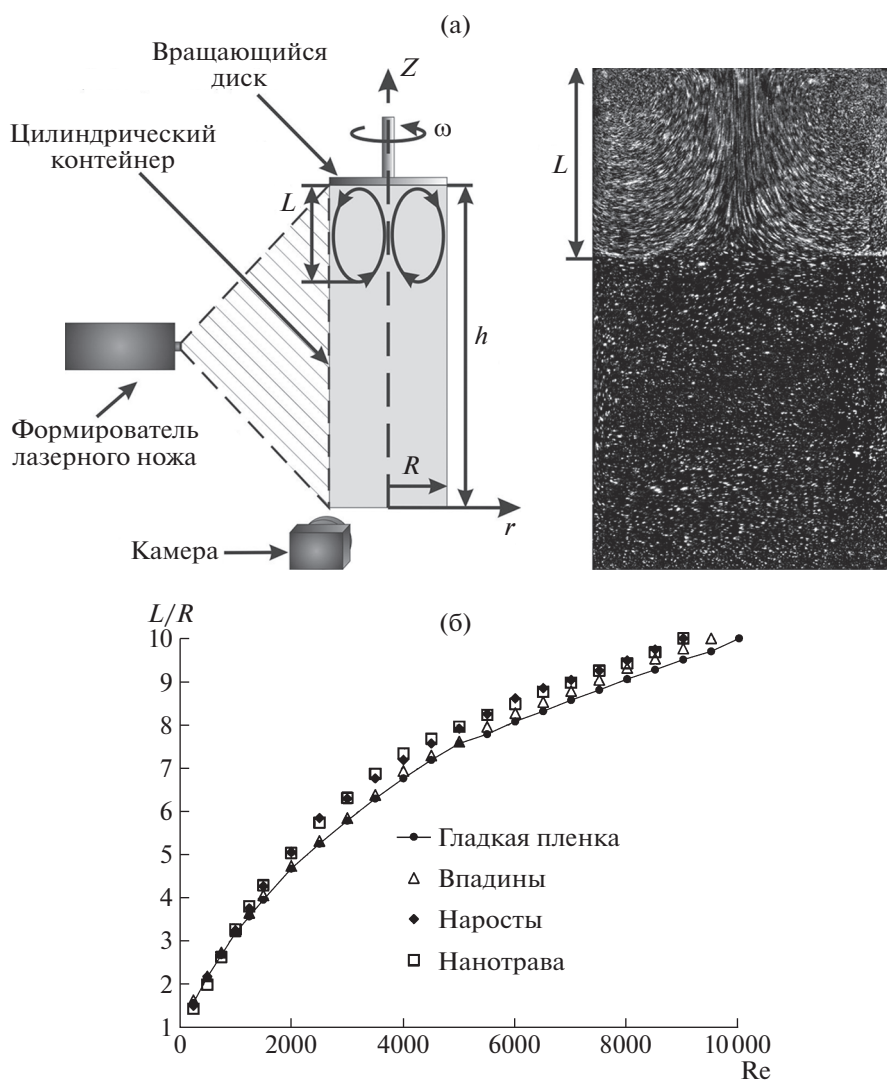 (а)
Вращающийся
диск
Z
Цилиндрический
контейнер
ω
L
L
h
Формирователь
лазерного ножа
R
r
Камера
L/R
(б)
10
9
8
7
6
5
4
3
2
1
Гладкая пленка
Впадины
Наросты
Нанотрава
0 2000 4000 6000 8000 10 000
Re